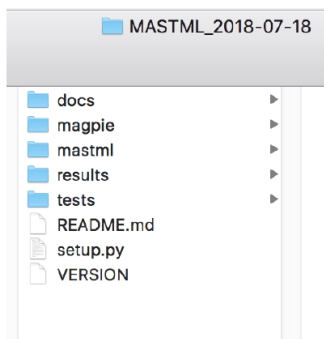 MASTML_2018-07-18
docs
magpie
mastml
results
tests
README.md
setup.py
VERSION